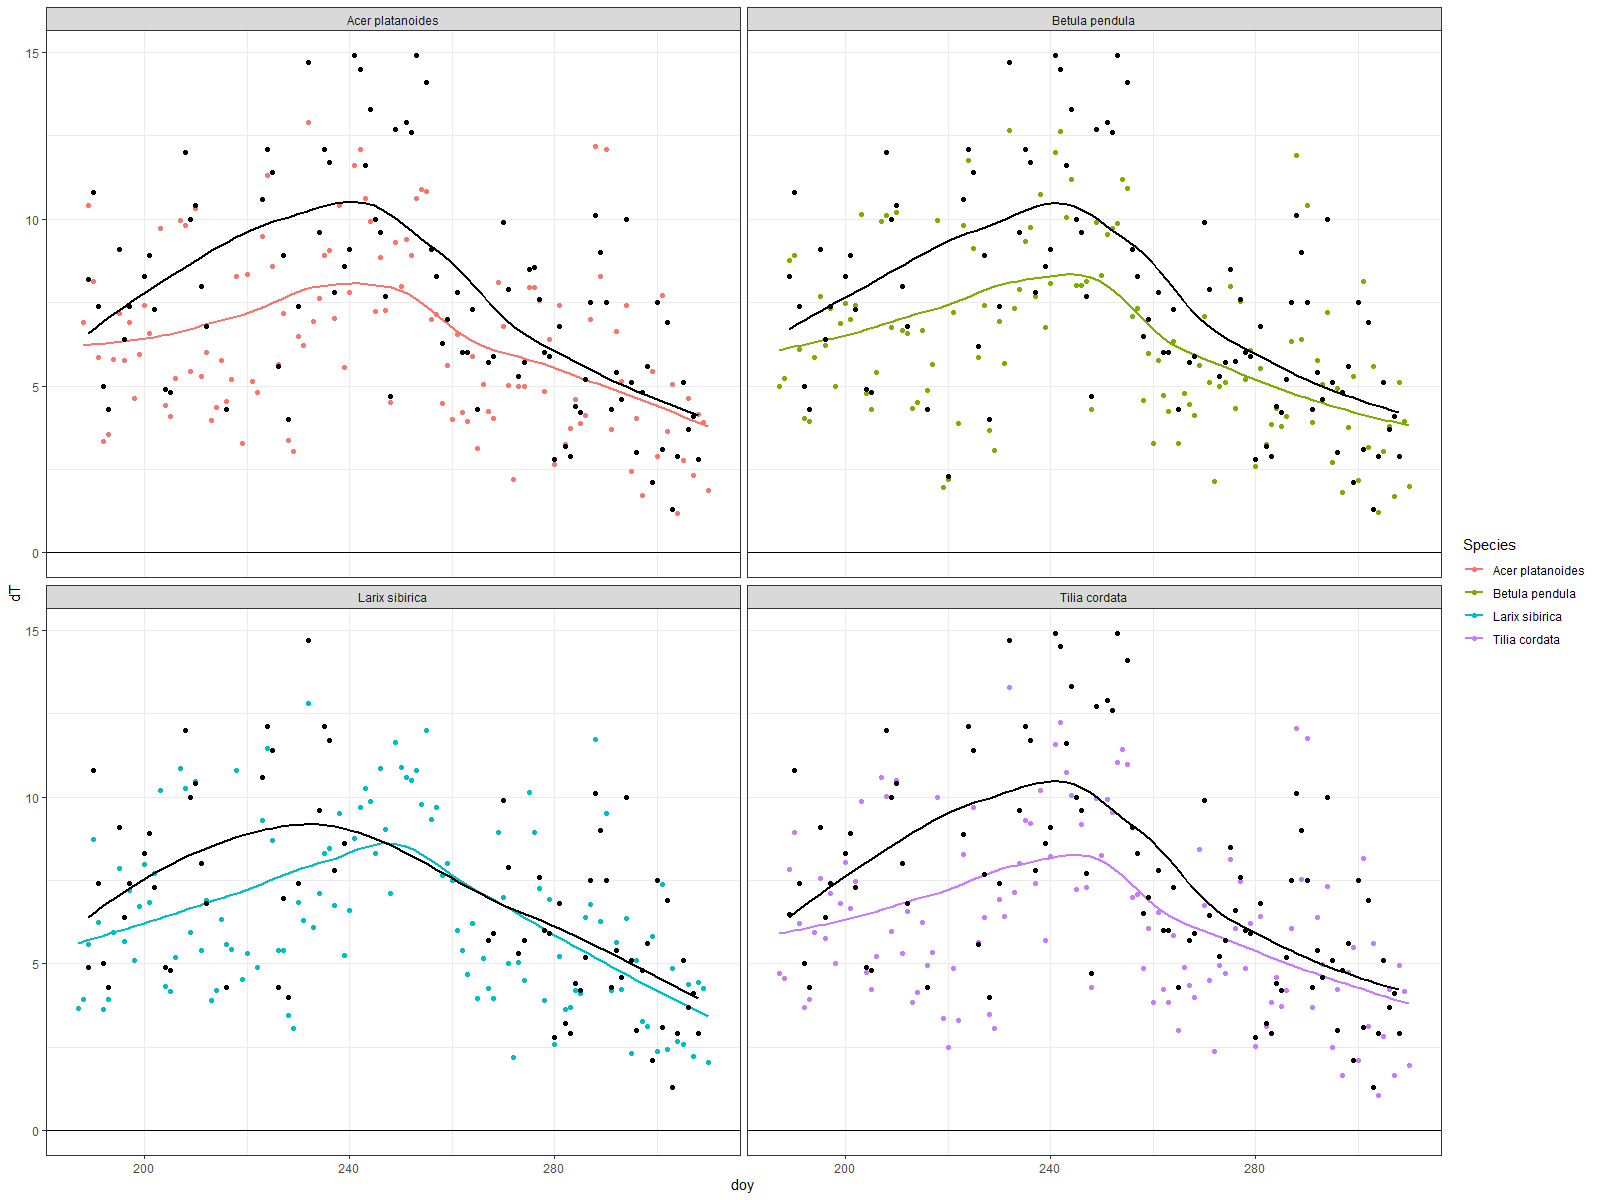 Acer platanoides
Betula pendula
15
10
5
0
dT
Larix sibirica
Tilia cordata
15
10
5
0
200
240
280
200
240
280
doy
Species
Acer platanoides
Betula pendula
Larix sibirica
Tilia cordata